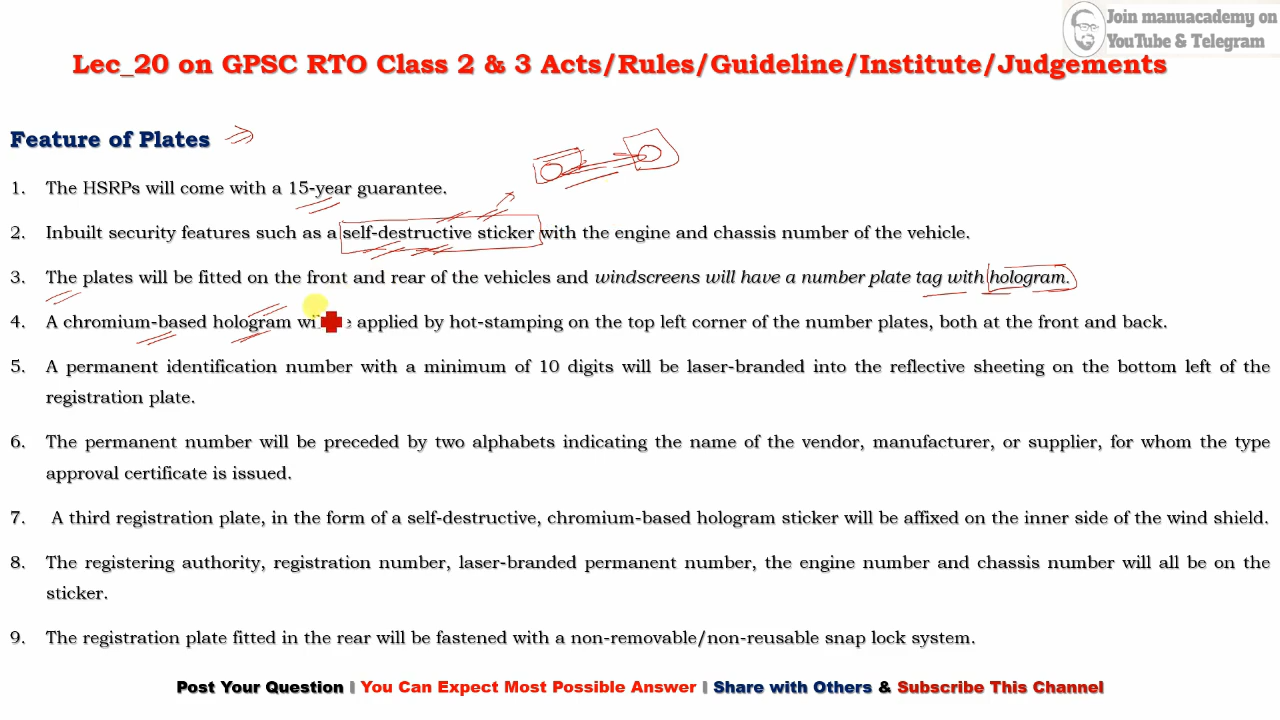 Join manuacademy on
YouTube & Telegram
Lec_20 on GPSC RTO Class 2 & 3 Acts/Rules/Guideline/Institute/Judgements
Feature of Plates
1. The HSRPs will come with a 15-year guarantee.
2. Inbuilt security features such as a self-destructive sticker with the engine and chassis number of the vehicle.
3. The plates will be fitted on the front and rear of the vehicles and windscreens will have a number plate tag with hologram.
4. A chromium-based hologram applied by hot-stamping on the top left corner of the number plates, both at the front and back.
5. A permanent identification number with a minimum of 10 digits will be laser-branded into the reflective sheeting on the bottom left of the
registration plate.
6. The permanent number will be preceded by two alphabets indicating the name of the vendor, manufacturer, or supplier, for whom the type
approval certificate is issued.
7. A third registration plate, in the form of a self-destructive, chromium-based hologram sticker will be affixed on the inner side of the wind shield.
8. The registering authority, registration number, laser-branded permanent number, the engine number and chassis number will all be on the
sticker.
9. The registration plate fitted in the rear will be fastened with a non-removable/non-reusable snap lock system.
Post Your Question | You Can Expect Most Possible Answer | Share with Others & Subscribe This Channel